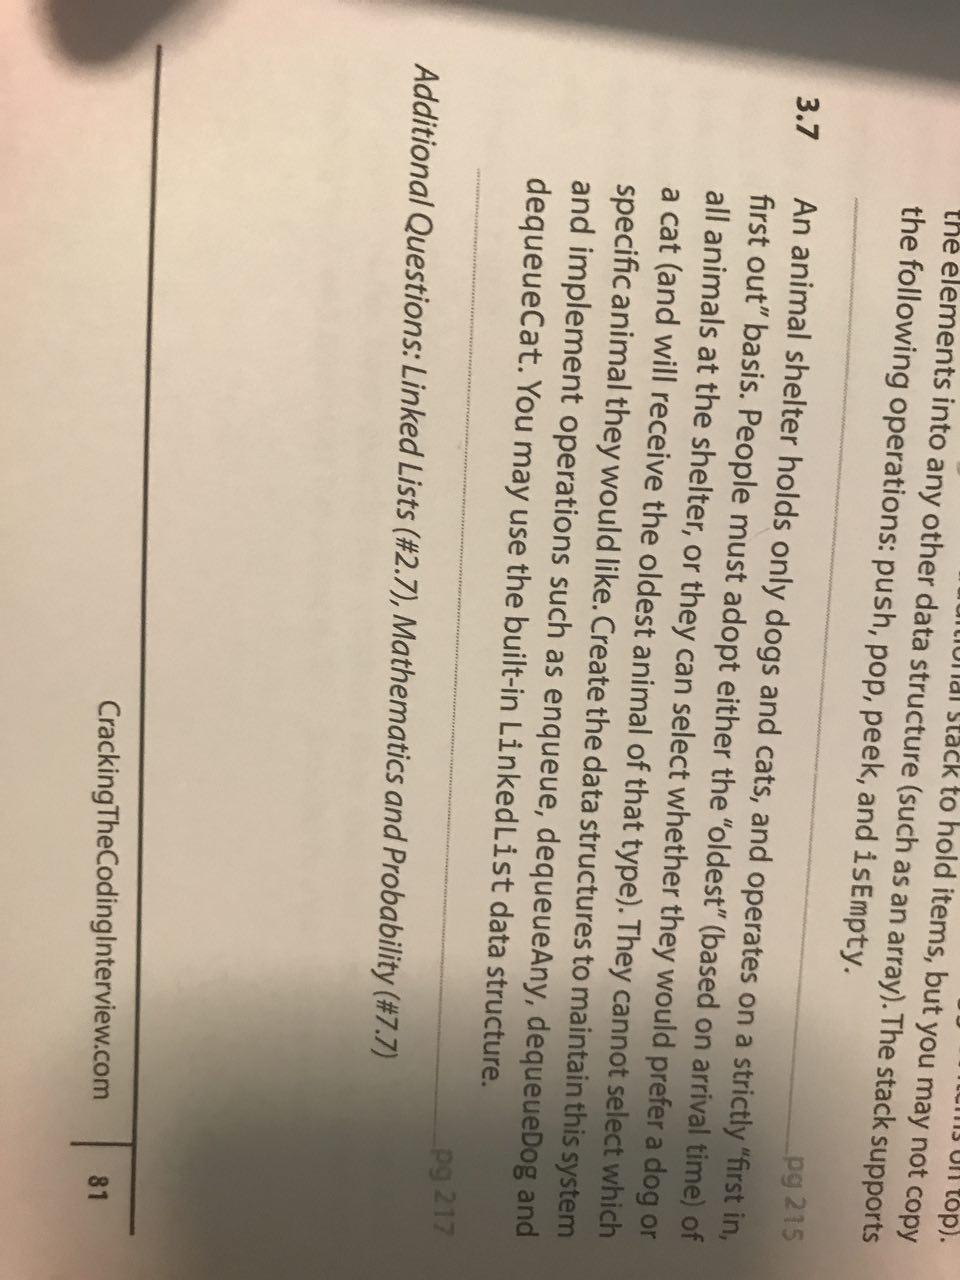 stack to hold items, but you may not copy
the elements into any other data structure (such as an array). The stack supports
the following operations: push, pop, peek, and isEmpty.
pg 215
3.7 An animal shelter holds only dogs and cats, and operates on a strictly “first in,
first out” basis. People must adopt either the “oldest” (based on arrival time) of
all animals at the shelter, or they can select whether they would prefer a dog or
a cat (and will receive the oldest animal of that type). They cannot select which
specific animal they would like. Create the data structures to maintain this system
and implement operations such as enqueue, dequeueAny, dequeueDog and
dequeueCat. You may use the built-in LinkedList data structure.
pg 217
Additional Questions: Linked Lists (#2.7), Mathematics and Probability (#7.7)
CrackingTheCodingInterview.com 81